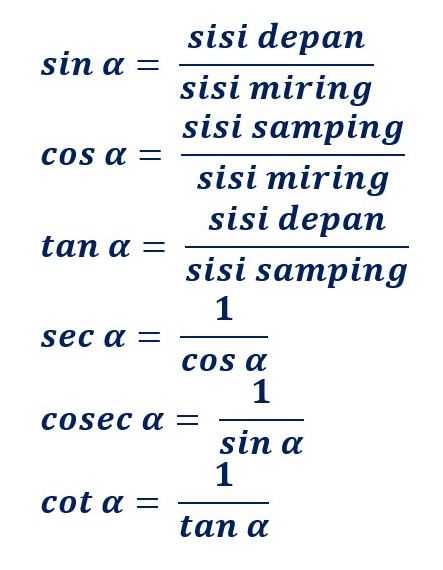 sin α = sisi depan / sisi miring
cos α = sisi samping / sisi miring
tan α = sisi depan / sisi samping
sec α = 1 / cos α
cosec α = 1 / sin α
cot α = 1 / tan α